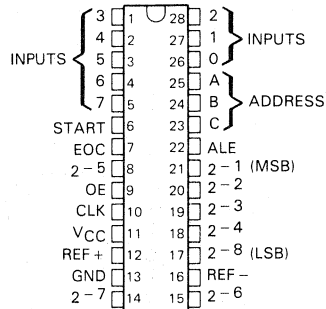 3 1 28 2
4 2 27 1
INPUTS 5 3 26 0 INPUTS
6 4 25 A
7 5 24 B ADDRESS
START 6 23 C
EOC 7 22 ALE
2-5 8 21 2-1 (MSB)
OE 9 20 2-2
CLK 10 19 2-3
VCC 11 18 2-4
REF+ 12 17 2-8 (LSB)
GND 13 16 REF-
2-7 14 15 2-6